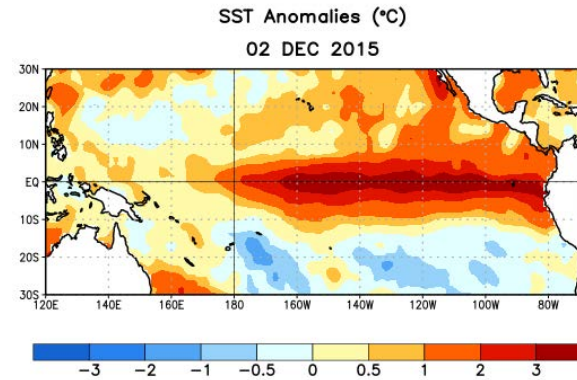 SST Anomalies (°C)
02 DEC 2015
30N
20N
10N
EQ
10S
20S
30S
120E 140E 160E 180 160W 140W 120W 100W 80W
-3 -2 -1 -0.5 0 0.5 1 2 3